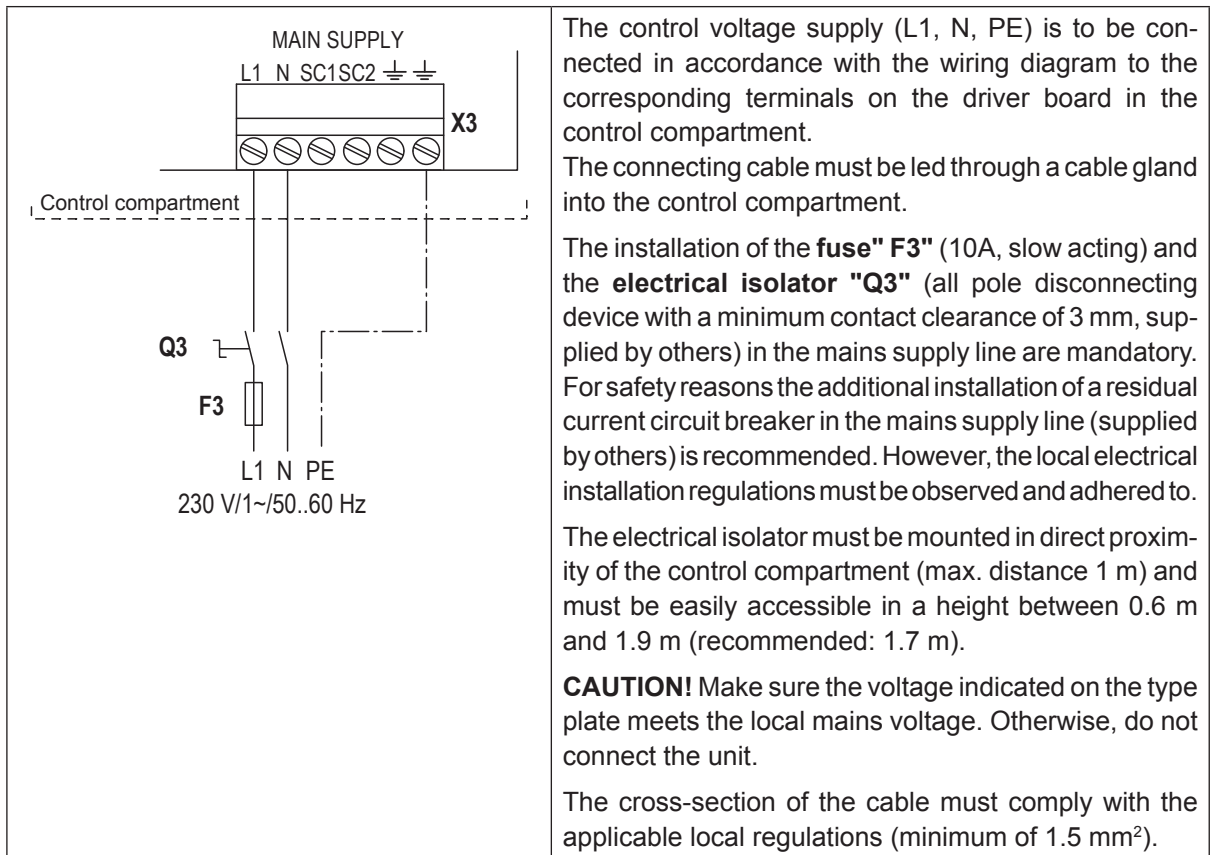 MAIN SUPPLY
L1 N SC1 SC2
X3
Control compartment
Q3
F3
L1 N PE
230 V/1~/50..60 Hz
The control voltage supply (L1, N, PE) is to be con-
nected in accordance with the wiring diagram to the
corresponding terminals on the driver board in the
control compartment.
The connecting cable must be led through a cable gland
into the control compartment.
The installation of the fuse" F3" (10A, slow acting) and
the electrical isolator "Q3" (all pole disconnecting
device with a minimum contact clearance of 3 mm, sup-
plied by others) in the mains supply line are mandatory.
For safety reasons the additional installation of a residual
current circuit breaker in the mains supply line (supplied
by others) is recommended. However, the local electrical
installation regulations must be observed and adhered to.
The electrical isolator must be mounted in direct proxim-
ity of the control compartment (max. distance 1 m) and
must be easily accessible in a height between 0.6 m
and 1.9 m (recommended: 1.7 m).
CAUTION! Make sure the voltage indicated on the type
plate meets the local mains voltage. Otherwise, do not
connect the unit.
The cross-section of the cable must comply with the
applicable local regulations (minimum of 1.5 mm²).